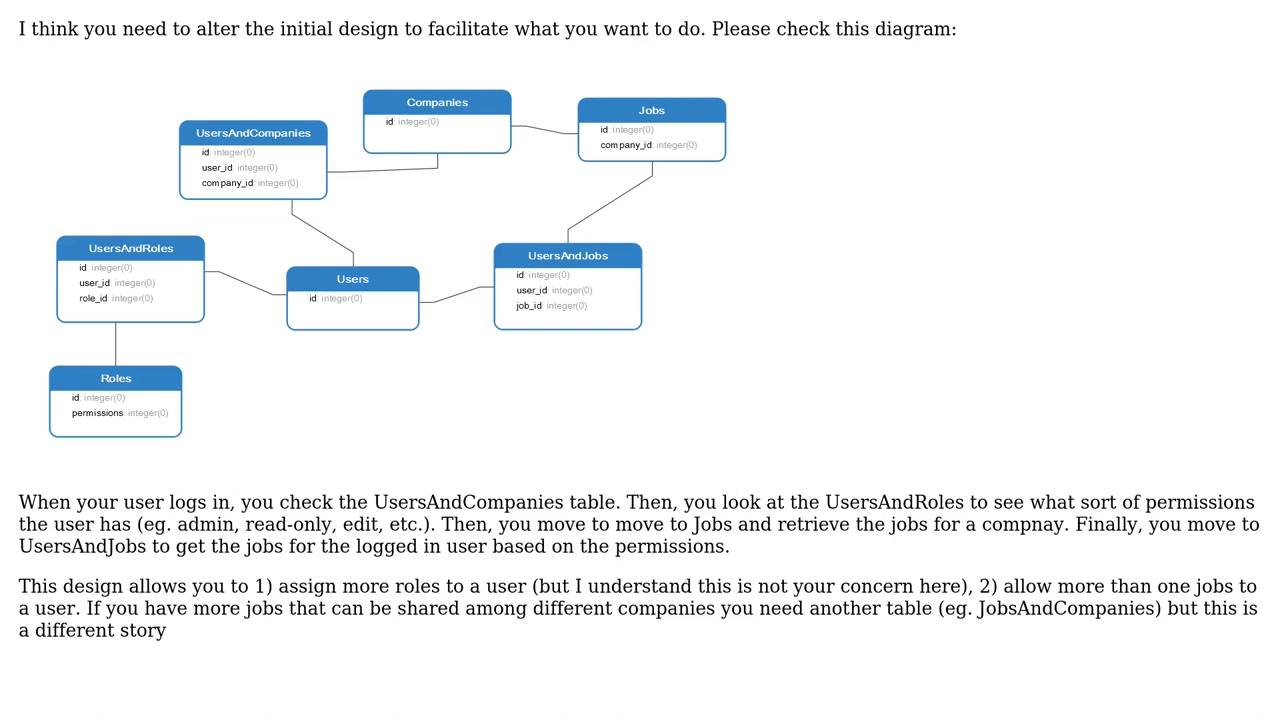 I think you need to alter the initial design to facilitate what you want to do. Please check this diagram:
Companies
id: integer(0)
Jobs
id: integer(0)
company_id: integer(0)
UsersAndCompanies
id: integer(0)
user_id: integer(0)
company_id: integer(0)
UsersAndRoles
id: integer(0)
user_id: integer(0)
role_id: integer(0)
Users
id: integer(0)
UsersAndJobs
id: integer(0)
user_id: integer(0)
job_id: integer(0)
Roles
id: integer(0)
permissions: integer(0)
When your user logs in, you check the UsersAndCompanies table. Then, you look at the UsersAndRoles to see what sort of permissions
the user has (eg. admin, read-only, edit, etc.). Then, you move to move to Jobs and retrieve the jobs for a compnay. Finally, you move to
UsersAndJobs to get the jobs for the logged in user based on the permissions.
This design allows you to 1) assign more roles to a user (but I understand this is not your concern here), 2) allow more than one jobs to
a user. If you have more jobs that can be shared among different companies you need another table (eg. JobsAndCompanies) but this is
a different story